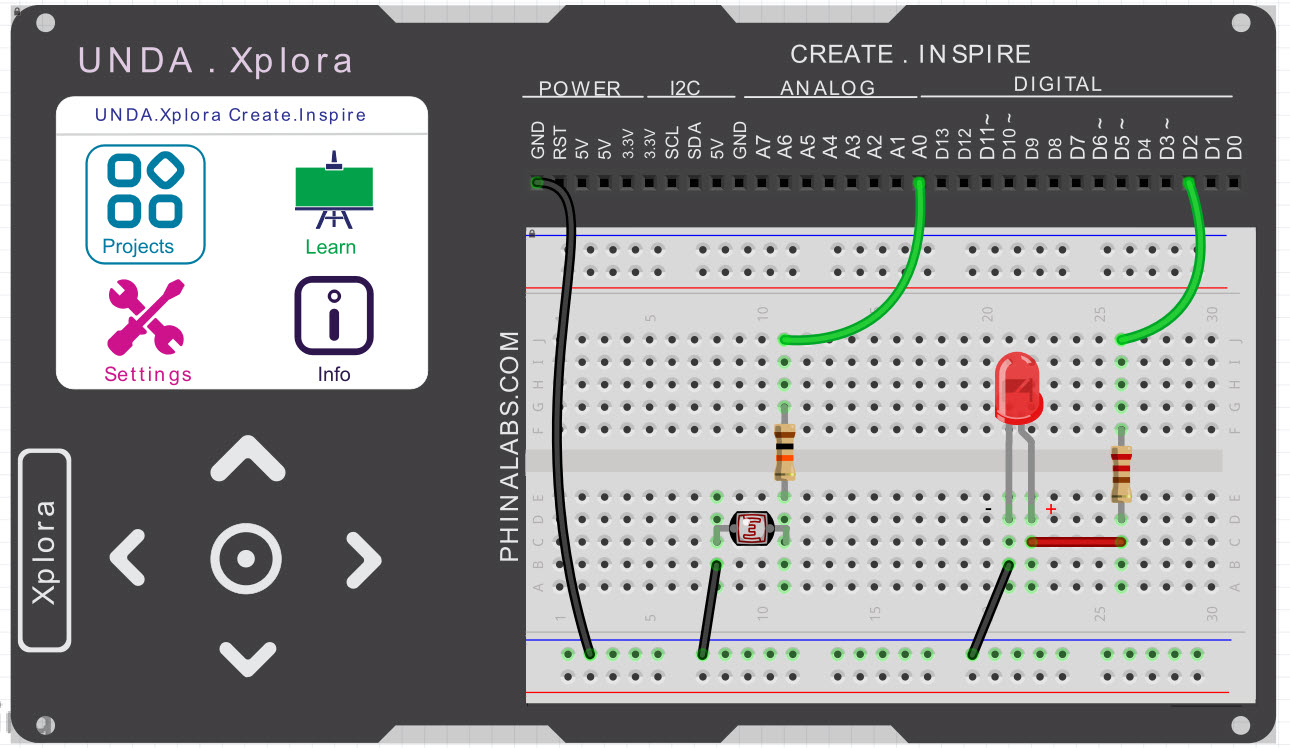 UNDA . Xplora
UNDA.Xplora Create.Inspire
Projects
Learn
Settings
Info
Xplora
PHINALABS.COM
CREATE . INSPIRE
POWER I2C ANALOG DIGITAL
GND RST 5V 5V 3.3V 3.3V SCL SDA 5V GND A7 A6 A5 A4 A3 A2 A1 A0 D13 D12 D11~ D10~ D9 D8 D7 D6~ D5~ D4 D3~ D2 D1 D0
1 5 10 15 20 25 30
J J
I I
H H
G G
F F
E E
- +
D D
C C
B B
A A
1 5 10 15 25 30